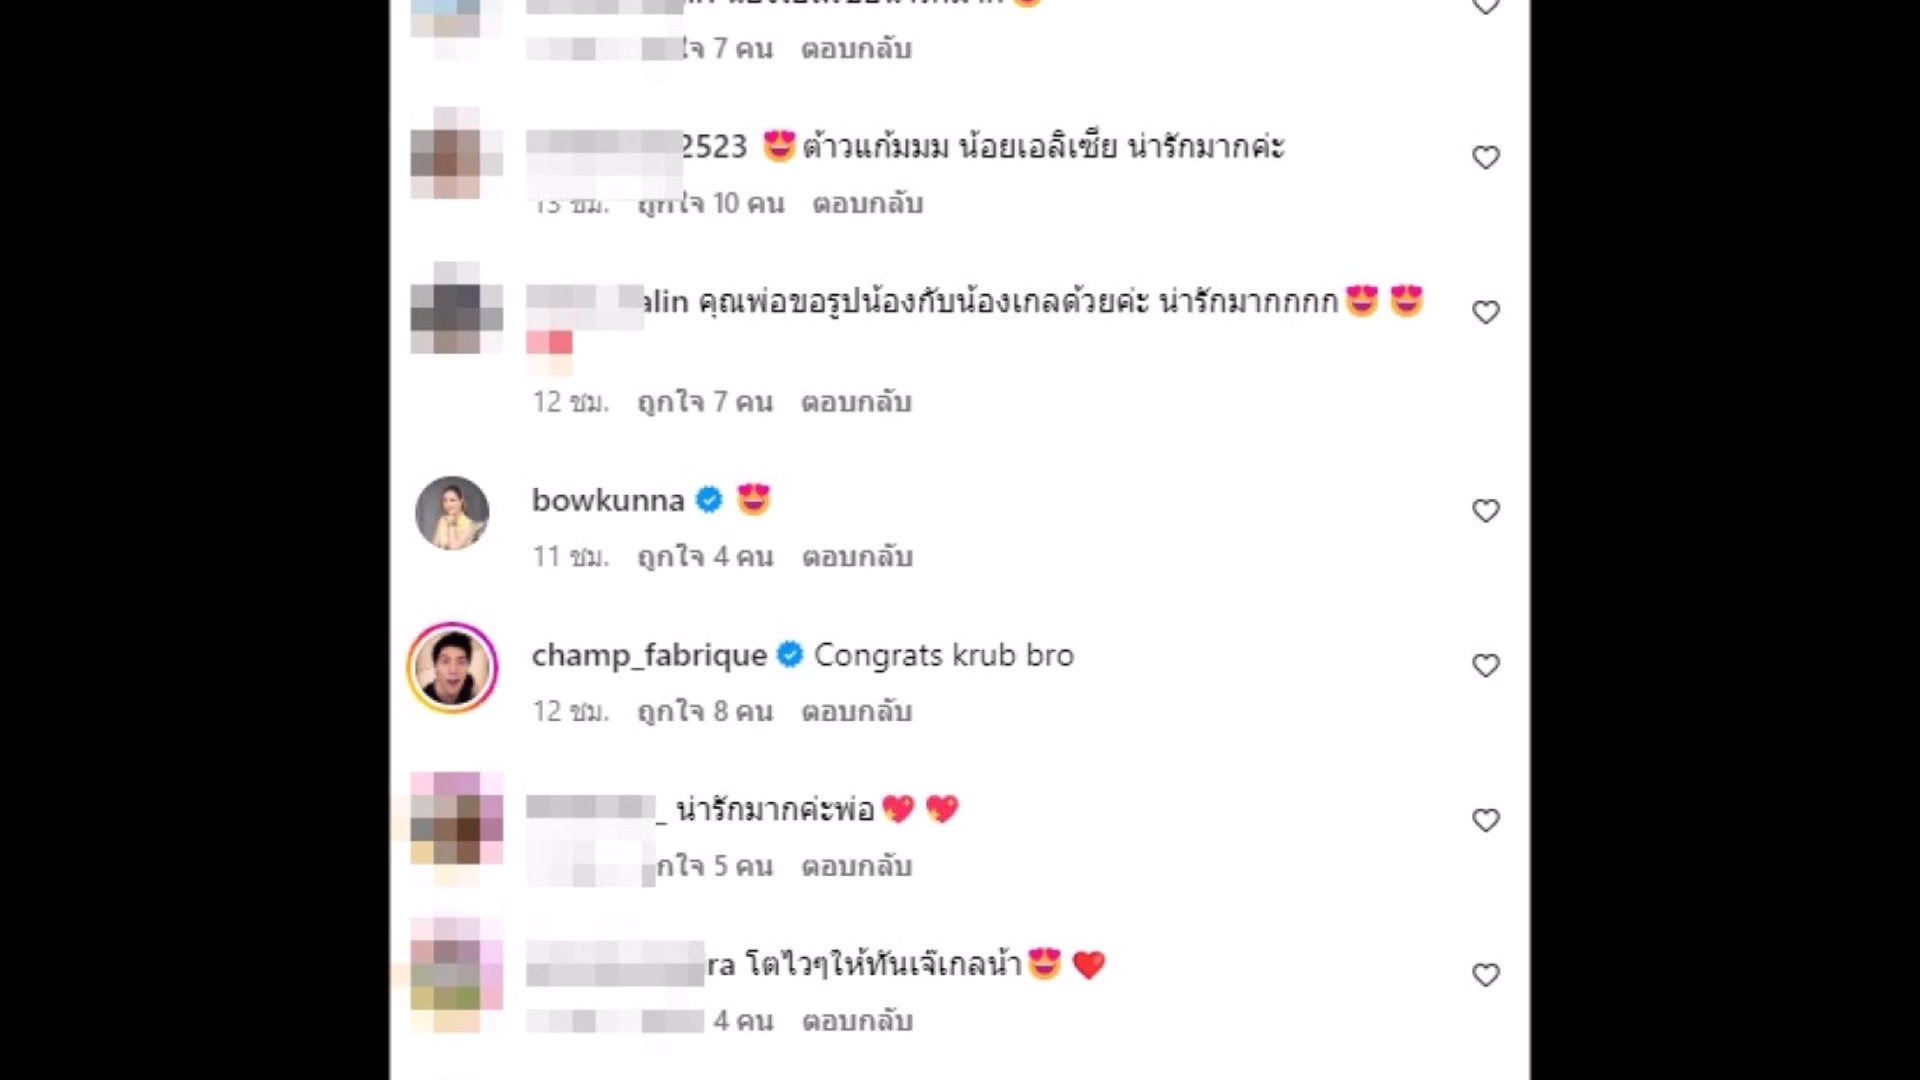 ใจ 7 คน ตอบกลับ
2523 😍ต้าวแก้มมม น้อยเอลิเซีย น่ารักมากค่ะ
13 ชม. ถูกใจ 10 คน ตอบกลับ
alin คุณพ่อขอรูปน้องกับน้องเกลด้วยค่ะ น่ารักมากกกก😍 😍
12 ชม. ถูกใจ 7 คน ตอบกลับ
bowkunna 😍
11 ชม. ถูกใจ 4 คน ตอบกลับ
champ_fabrique Congrats krub bro
12 ชม. ถูกใจ 8 คน ตอบกลับ
_ น่ารักมากค่ะพ่อ💖 💖
กใจ 5 คน ตอบกลับ
ra โตไวๆให้ทันเจ๊เกลน้า😍 ❤️
4 คน ตอบกลับ